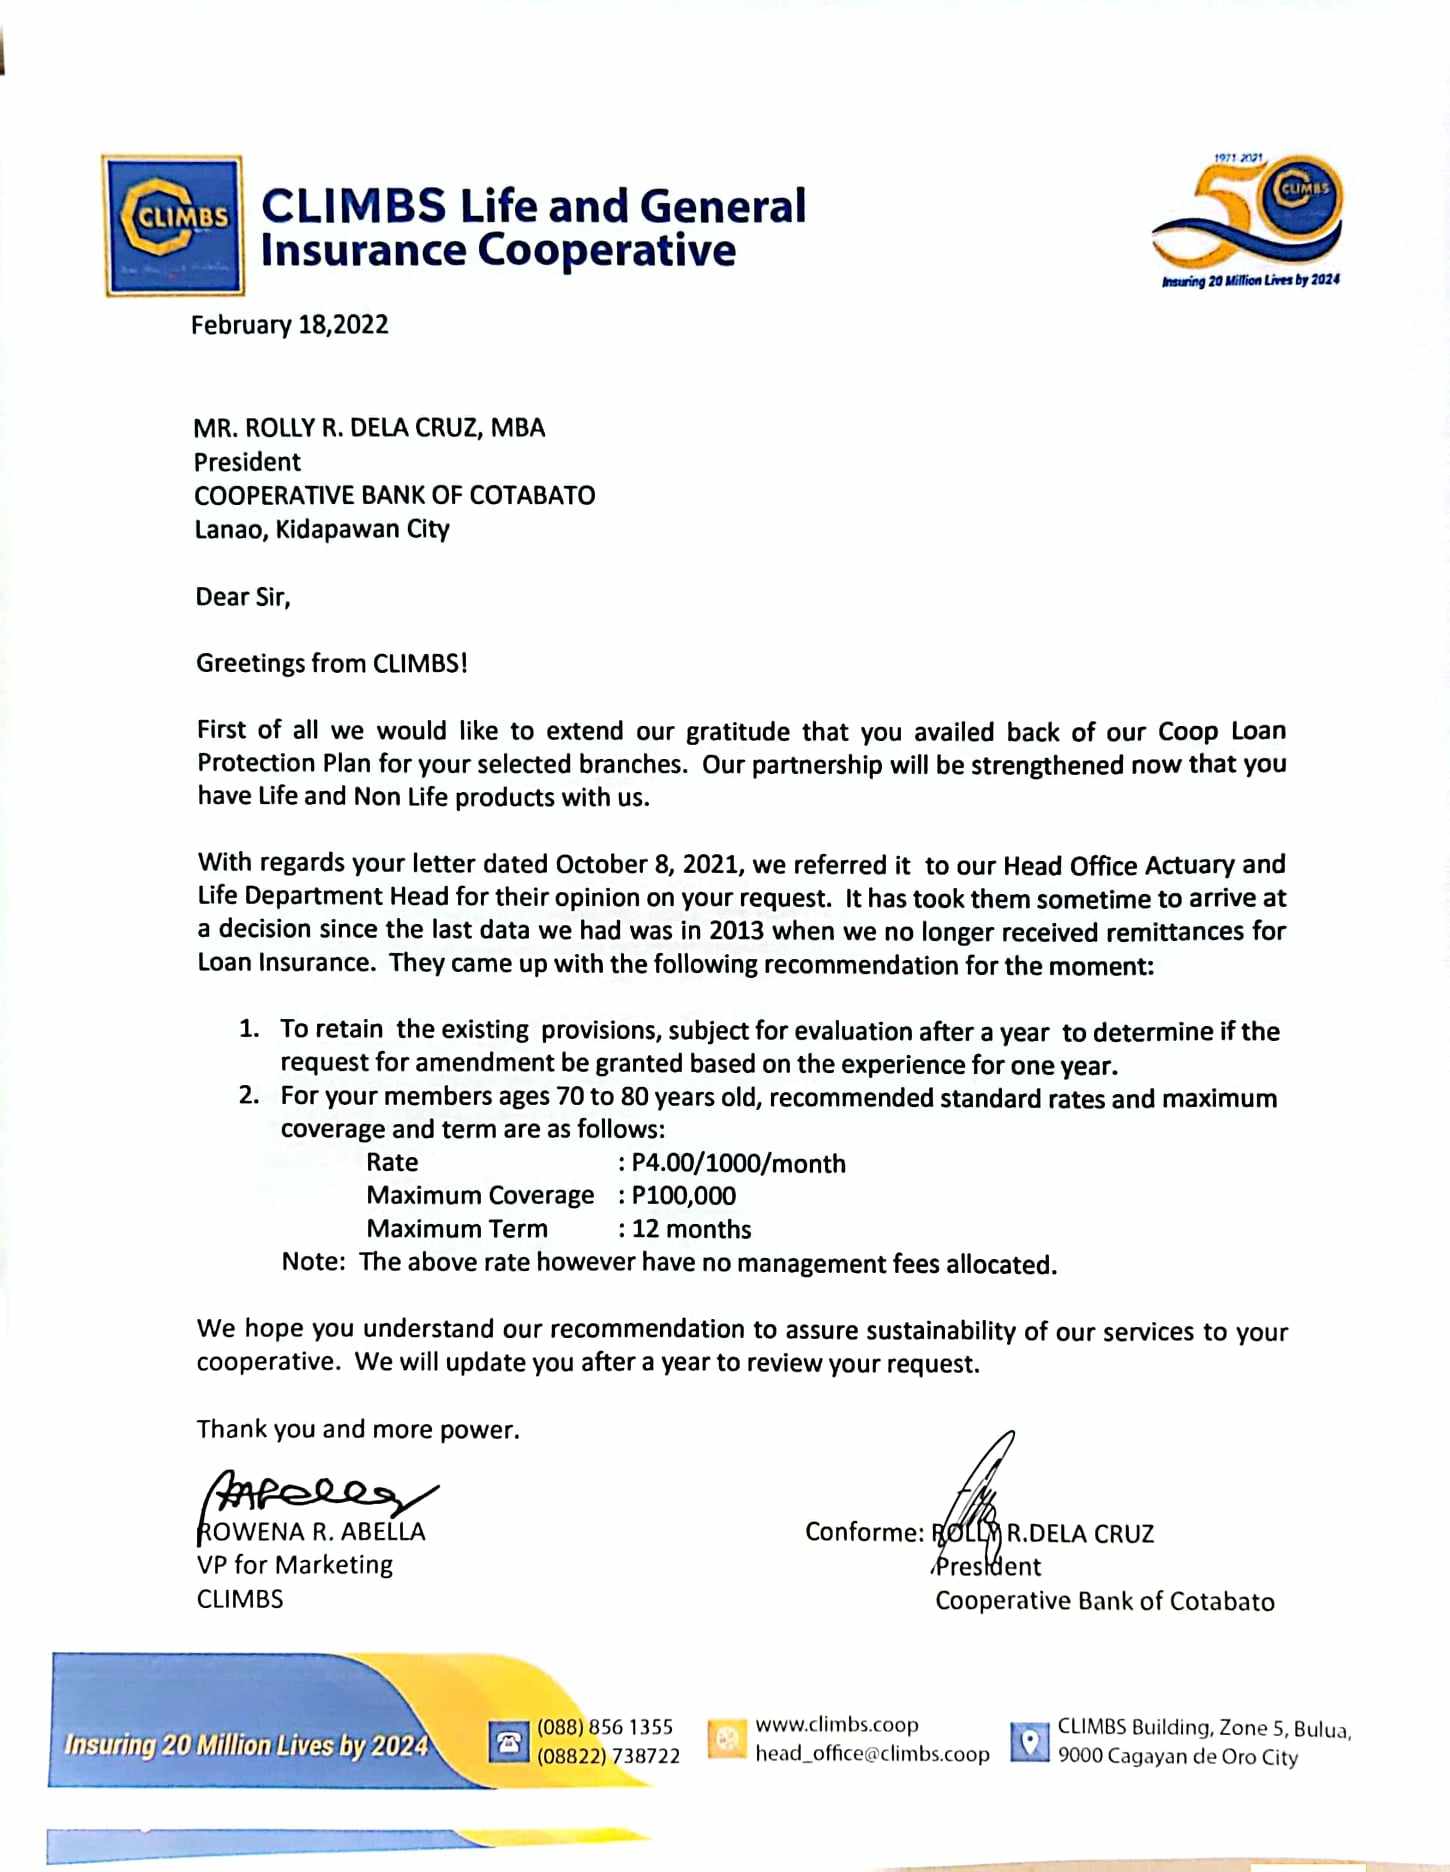 CLIMBS
CLIMBS Life and General
Insurance Cooperative
1971-2021
CLIMBS
Insuring 20 Million Lives by 2024
February 18,2022
MR. ROLLY R. DELA CRUZ, MBA
President
COOPERATIVE BANK OF COTABATO
Lanao, Kidapawan City
Dear Sir,
Greetings from CLIMBS!
First of all we would like to extend our gratitude that you availed back of our Coop Loan
Protection Plan for your selected branches. Our partnership will be strengthened now that you
have Life and Non Life products with us.
With regards your letter dated October 8, 2021, we referred it to our Head Office Actuary and
Life Department Head for their opinion on your request. It has took them sometime to arrive at
a decision since the last data we had was in 2013 when we no longer received remittances for
Loan Insurance. They came up with the following recommendation for the moment:
1. To retain the existing provisions, subject for evaluation after a year to determine if the
request for amendment be granted based on the experience for one year.
2. For your members ages 70 to 80 years old, recommended standard rates and maximum
coverage and term are as follows:
Rate : P4.00/1000/month
Maximum Coverage : P100,000
Maximum Term : 12 months
Note: The above rate however have no management fees allocated.
We hope you understand our recommendation to assure sustainability of our services to your
cooperative. We will update you after a year to review your request.
Thank you and more power.
ROWENA R. ABELLA
VP for Marketing
CLIMBS
Conforme: ROLLY R.DELA CRUZ
President
Cooperative Bank of Cotabato
Insuring 20 Million Lives by 2024
(088) 856 1355
(08822) 738722
www.climbs.coop
head_office@climbs.coop
CLIMBS Building, Zone 5, Bulua,
9000 Cagayan de Oro City